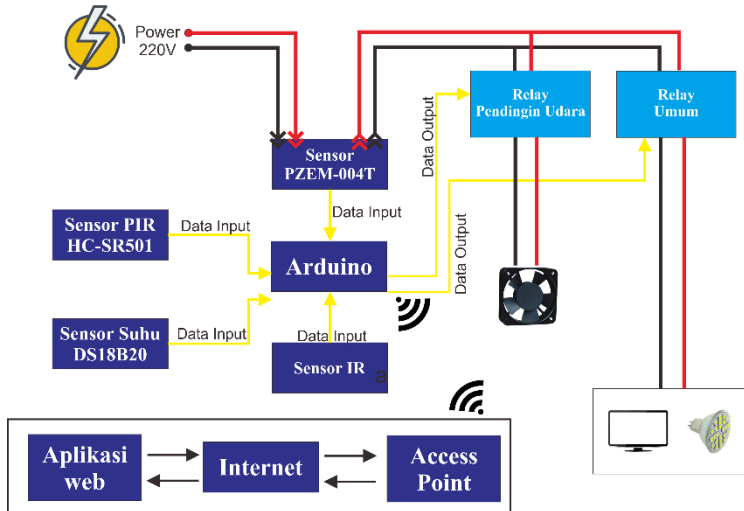 Power
220V
Relay
Pendingin Udara
Relay
Umum
Data Output
Sensor
PZEM-004T
Data Input
Sensor PIR
HC-SR501
Data Input
Arduino
Data Output
Sensor Suhu
DS18B20
Data Input
Data Input
Sensor IR
a
Aplikasi
web
Internet
Access
Point